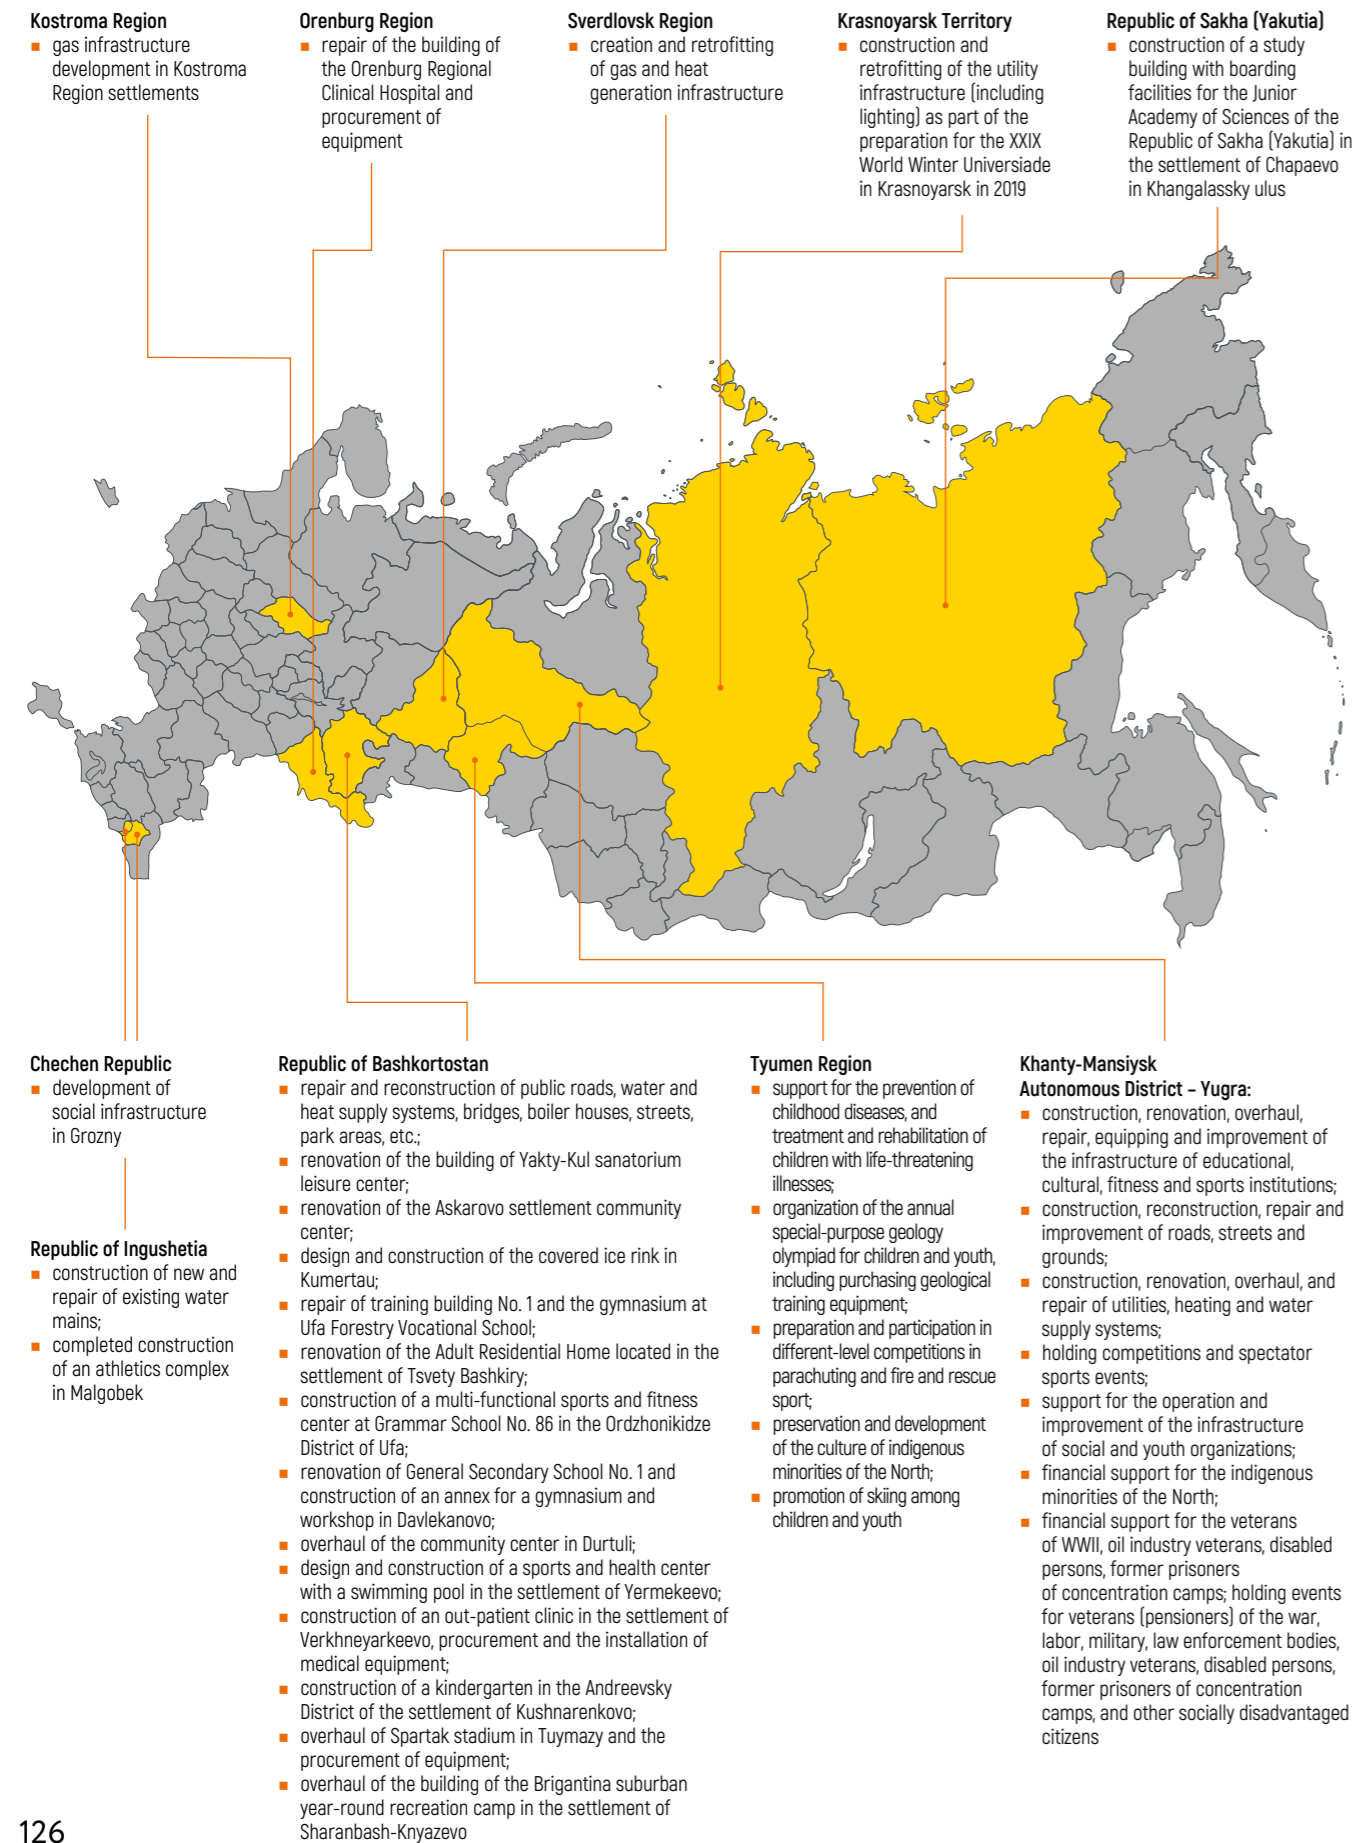 Kostroma Region
■ gas infrastructure
development in Kostroma
Region settlements
Orenburg Region
■ repair of the building of
the Orenburg Regional
Clinical Hospital and
procurement of
equipment
Sverdlovsk Region
■ creation and retrofitting
of gas and heat
generation infrastructure
Krasnoyarsk Territory
■ construction and
retrofitting of the utility
infrastructure (including
lighting) as part of the
preparation for the XXIX
World Winter Universiade
in Krasnoyarsk in 2019
Republic of Sakha (Yakutia)
■ construction of a study
building with boarding
facilities for the Junior
Academy of Sciences of the
Republic of Sakha (Yakutia) in
the settlement of Chapaevo
in Khangalassky ulus
Chechen Republic
■ development of
social infrastructure
in Grozny
Republic of Ingushetia
■ construction of new and
repair of existing water
mains;
■ completed construction
of an athletics complex
in Malgobek
Republic of Bashkortostan
■ repair and reconstruction of public roads, water and
heat supply systems, bridges, boiler houses, streets,
park areas, etc.;
■ renovation of the building of Yakty-Kul sanatorium
leisure center;
■ renovation of the Askarovo settlement community
center;
■ design and construction of the covered ice rink in
Kumertau;
■ repair of training building No. 1 and the gymnasium at
Ufa Forestry Vocational School;
■ renovation of the Adult Residential Home located in the
settlement of Tsvety Bashkiry;
■ construction of a multi-functional sports and fitness
center at Grammar School No. 86 in the Ordzhonikidze
District of Ufa;
■ renovation of General Secondary School No. 1 and
construction of an annex for a gymnasium and
workshop in Davlekanovo;
■ overhaul of the community center in Durtuli;
■ design and construction of a sports and health center
with a swimming pool in the settlement of Yermekeevo;
■ construction of an out-patient clinic in the settlement of
Verkhneyarkeevo, procurement and the installation of
medical equipment;
■ construction of a kindergarten in the Andreevsky
District of the settlement of Kushnarenkovo;
■ overhaul of Spartak stadium in Tuymazy and the
procurement of equipment;
■ overhaul of the building of the Brigantina suburban
year-round recreation camp in the settlement of
Sharanbash-Knyazevo
Tyumen Region
■ support for the prevention of
childhood diseases, and
treatment and rehabilitation of
children with life-threatening
illnesses;
■ organization of the annual
special-purpose geology
olympiad for children and youth,
including purchasing geological
training equipment;
■ preparation and participation in
different-level competitions in
parachuting and fire and rescue
sport;
■ preservation and development
of the culture of indigenous
minorities of the North;
■ promotion of skiing among
children and youth
Khanty-Mansiysk
Autonomous District – Yugra:
■ construction, renovation, overhaul,
repair, equipping and improvement of
the infrastructure of educational,
cultural, fitness and sports institutions;
■ construction, reconstruction, repair and
improvement of roads, streets and
grounds;
■ construction, renovation, overhaul, and
repair of utilities, heating and water
supply systems;
■ holding competitions and spectator
sports events;
■ support for the operation and
improvement of the infrastructure
of social and youth organizations;
■ financial support for the indigenous
minorities of the North;
■ financial support for the veterans
of WWII, oil industry veterans, disabled
persons, former prisoners
of concentration camps; holding events
for veterans (pensioners) of the war,
labor, military, law enforcement bodies,
oil industry veterans, disabled persons,
former prisoners of concentration
camps, and other socially disadvantaged
citizens
126